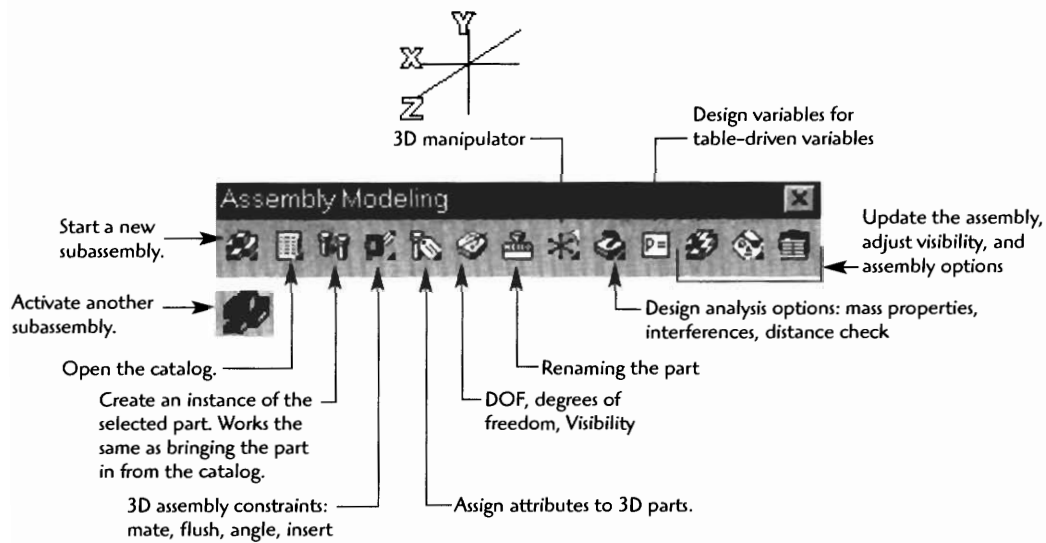 Y
X
Z
3D manipulator
Design variables for
table-driven variables
Assembly Modeling
Start a new
subassembly.
Update the assembly,
adjust visibility, and
assembly options
P=
Activate another
subassembly.
Design analysis options: mass properties,
interferences, distance check
Open the catalog.
Renaming the part
Create an instance of the
selected part. Works the
same as bringing the part
in from the catalog.
DOF, degrees of
freedom, Visibility
3D assembly constraints:
mate, flush, angle, insert
Assign attributes to 3D parts.